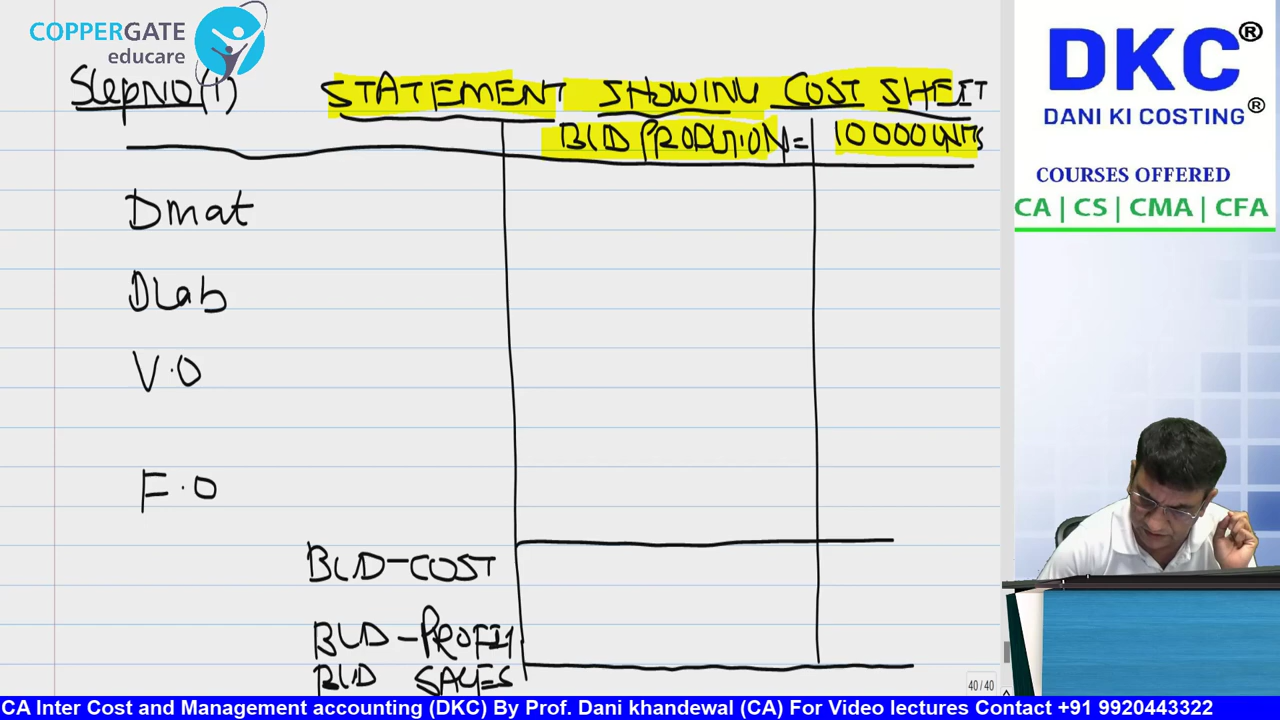 COPPERGATE
educare
StepNo(1) STATEMENT SHOWING COST SHEET
BUD PRODUTION= 10000 UNITS
Dmat
DLab
V.O
F.O
BUD-COST
BUD-PROFIT
BUD SALES
40/40
DKC®
DANI KI COSTING®
COURSES OFFERED
CA | CS | CMA | CFA
CA Inter Cost and Management accounting (DKC) By Prof. Dani khandewal (CA) For Video lectures Contact +91 9920443322